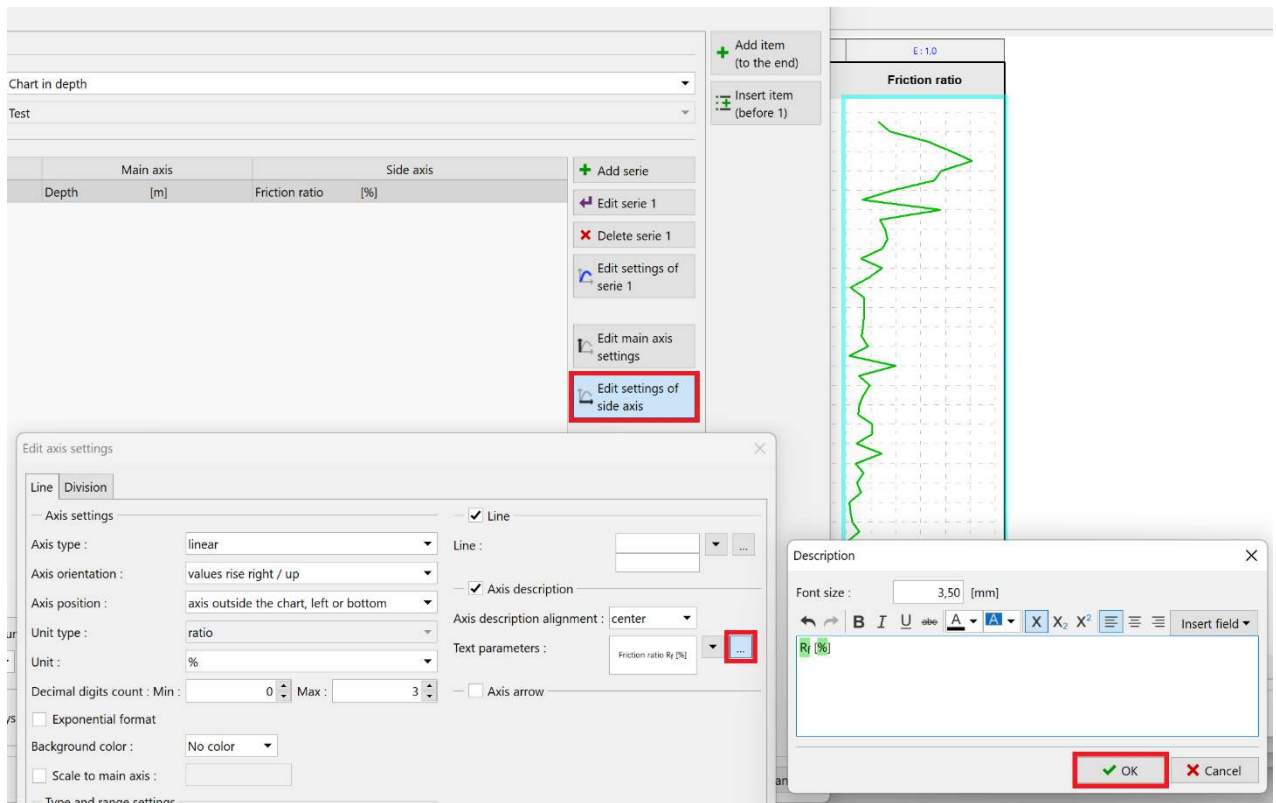 Add item
(to the end)
Insert item
(before 1)
E : 1.0
Friction ratio
Chart in depth
Test
Main axis Side axis
Depth [m] Friction ratio [%]
Add serie
Edit serie 1
Delete serie 1
Edit settings of
serie 1
Edit main axis
settings
Edit settings of
side axis
Edit axis settings
Line Division
Axis settings
Axis type : linear
Axis orientation : values rise right / up
Axis position : axis outside the chart, left or bottom
Unit type : ratio
Unit : %
Decimal digits count : Min : 0 Max : 3
Exponential format
Background color : No color
Scale to main axis :
Type and range settings
Line
Line : ...
Axis description
Axis description alignment : center
Text parameters : Friction ratio Rf [%] ...
Axis arrow
Description
Font size : 3,50 [mm]
B I U abc A A X X₂ X² Insert field
Rf [%]
OK Cancel